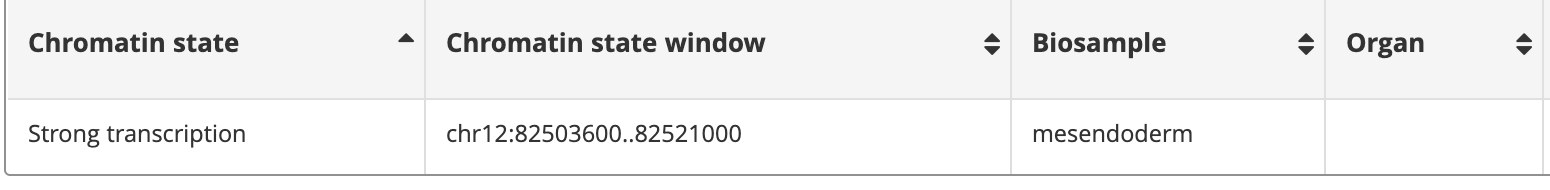 Chromatin state Chromatin state window Biosample Organ
Strong transcription chr12:82503600..82521000 mesendoderm